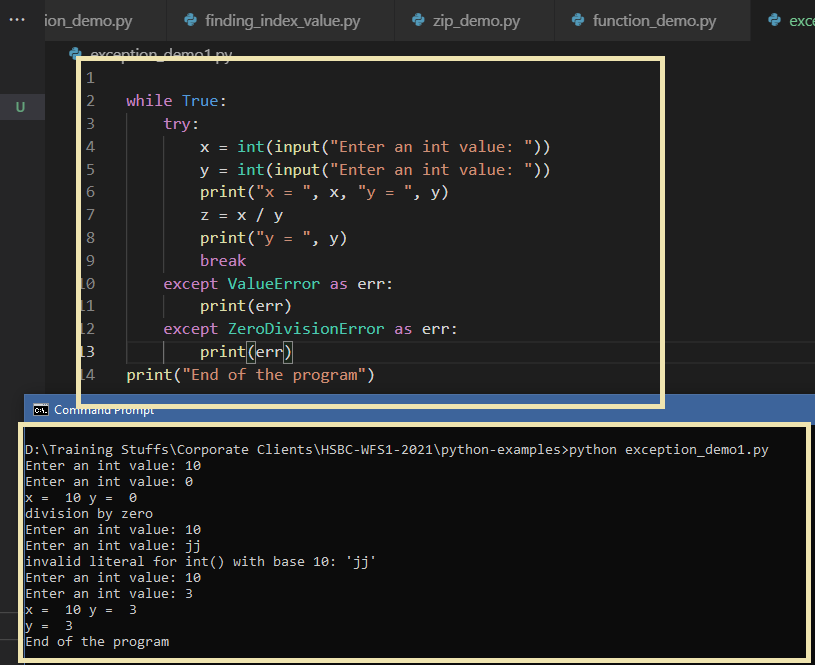 ion_demo.py finding_index_value.py zip_demo.py function_demo.py exce
exception_demo1.py
U
1
2 while True:
3 try:
4 x = int(input("Enter an int value: "))
5 y = int(input("Enter an int value: "))
6 print("x = ", x, "y = ", y)
7 z = x / y
8 print("y = ", y)
9 break
10 except ValueError as err:
11 print(err)
12 except ZeroDivisionError as err:
13 print(err)
14 print("End of the program")
Command Prompt
D:\Training Stuffs\Corporate Clients\HSBC-WFS1-2021\python-examples>python exception_demo1.py
Enter an int value: 10
Enter an int value: 0
x =  10 y =  0
division by zero
Enter an int value: 10
Enter an int value: jj
invalid literal for int() with base 10: 'jj'
Enter an int value: 10
Enter an int value: 3
x =  10 y =  3
y =  3
End of the program